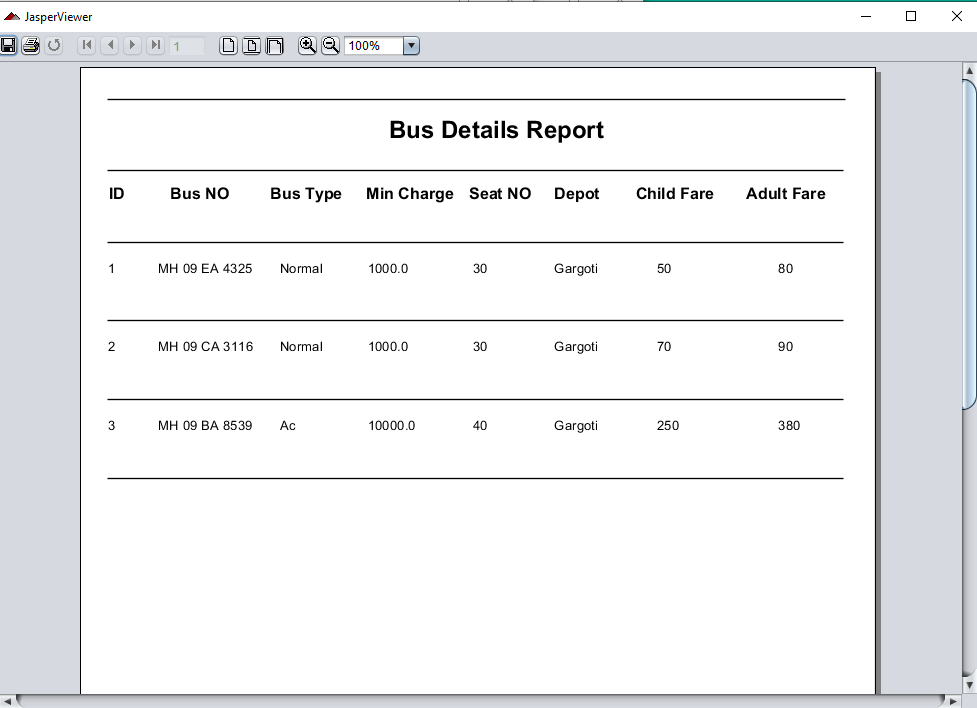 JasperViewer
1
100%
Bus Details Report
ID Bus NO Bus Type Min Charge Seat NO Depot Child Fare Adult Fare
1 MH 09 EA 4325 Normal 1000.0 30 Gargoti 50 80
2 MH 09 CA 3116 Normal 1000.0 30 Gargoti 70 90
3 MH 09 BA 8539 Ac 10000.0 40 Gargoti 250 380